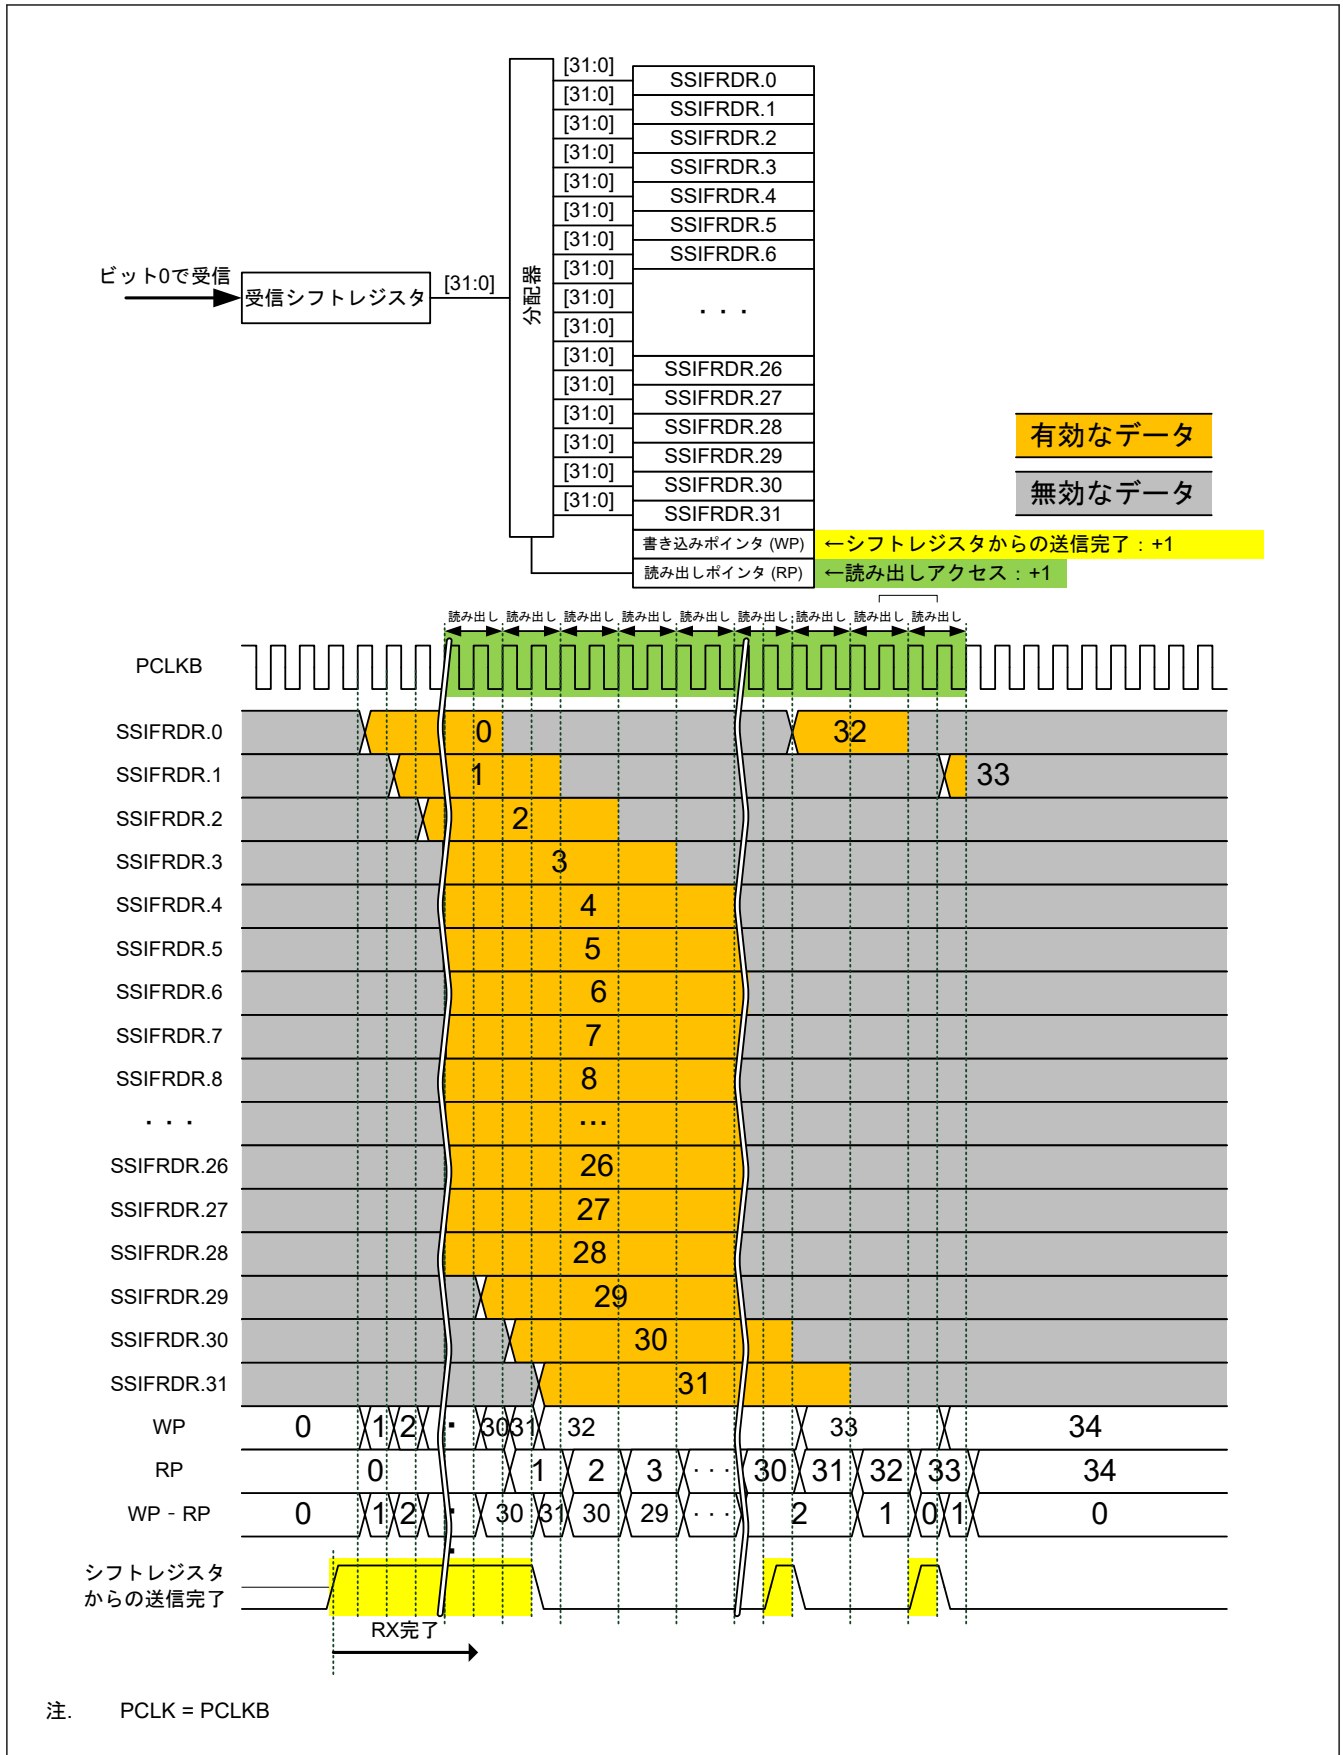 [31:0]
SSIFRDR.0
[31:0]
SSIFRDR.1
[31:0]
SSIFRDR.2
[31:0]
SSIFRDR.3
[31:0]
SSIFRDR.4
[31:0]
SSIFRDR.5
[31:0]
SSIFRDR.6
[31:0]
ビット0で受信
受信シフトレジスタ
[31:0]
分配器
[31:0]
・・・
[31:0]
[31:0]
SSIFRDR.26
[31:0]
SSIFRDR.27
[31:0]
SSIFRDR.28
[31:0]
SSIFRDR.29
[31:0]
SSIFRDR.30
[31:0]
SSIFRDR.31
有効なデータ
無効なデータ
書き込みポインタ (WP)
←シフトレジスタからの送信完了：+1
読み出しポインタ (RP)
←読み出しアクセス：+1
読み出し 読み出し 読み出し 読み出し 読み出し 読み出し 読み出し 読み出し 読み出し
PCLKB
SSIFRDR.0 0 32
SSIFRDR.1 1 33
SSIFRDR.2 2
SSIFRDR.3 3
SSIFRDR.4 4
SSIFRDR.5 5
SSIFRDR.6 6
SSIFRDR.7 7
SSIFRDR.8 8
・・・ ...
SSIFRDR.26 26
SSIFRDR.27 27
SSIFRDR.28 28
SSIFRDR.29 29
SSIFRDR.30 30
SSIFRDR.31 31
WP 0 1 2 · 30 31 32 33 34
RP 0 1 2 3 ··· 30 31 32 33 34
WP - RP 0 1 2 · 30 31 30 29 ··· 2 1 0 1 0
シフトレジスタ
からの送信完了
RX完了
注. PCLK = PCLKB